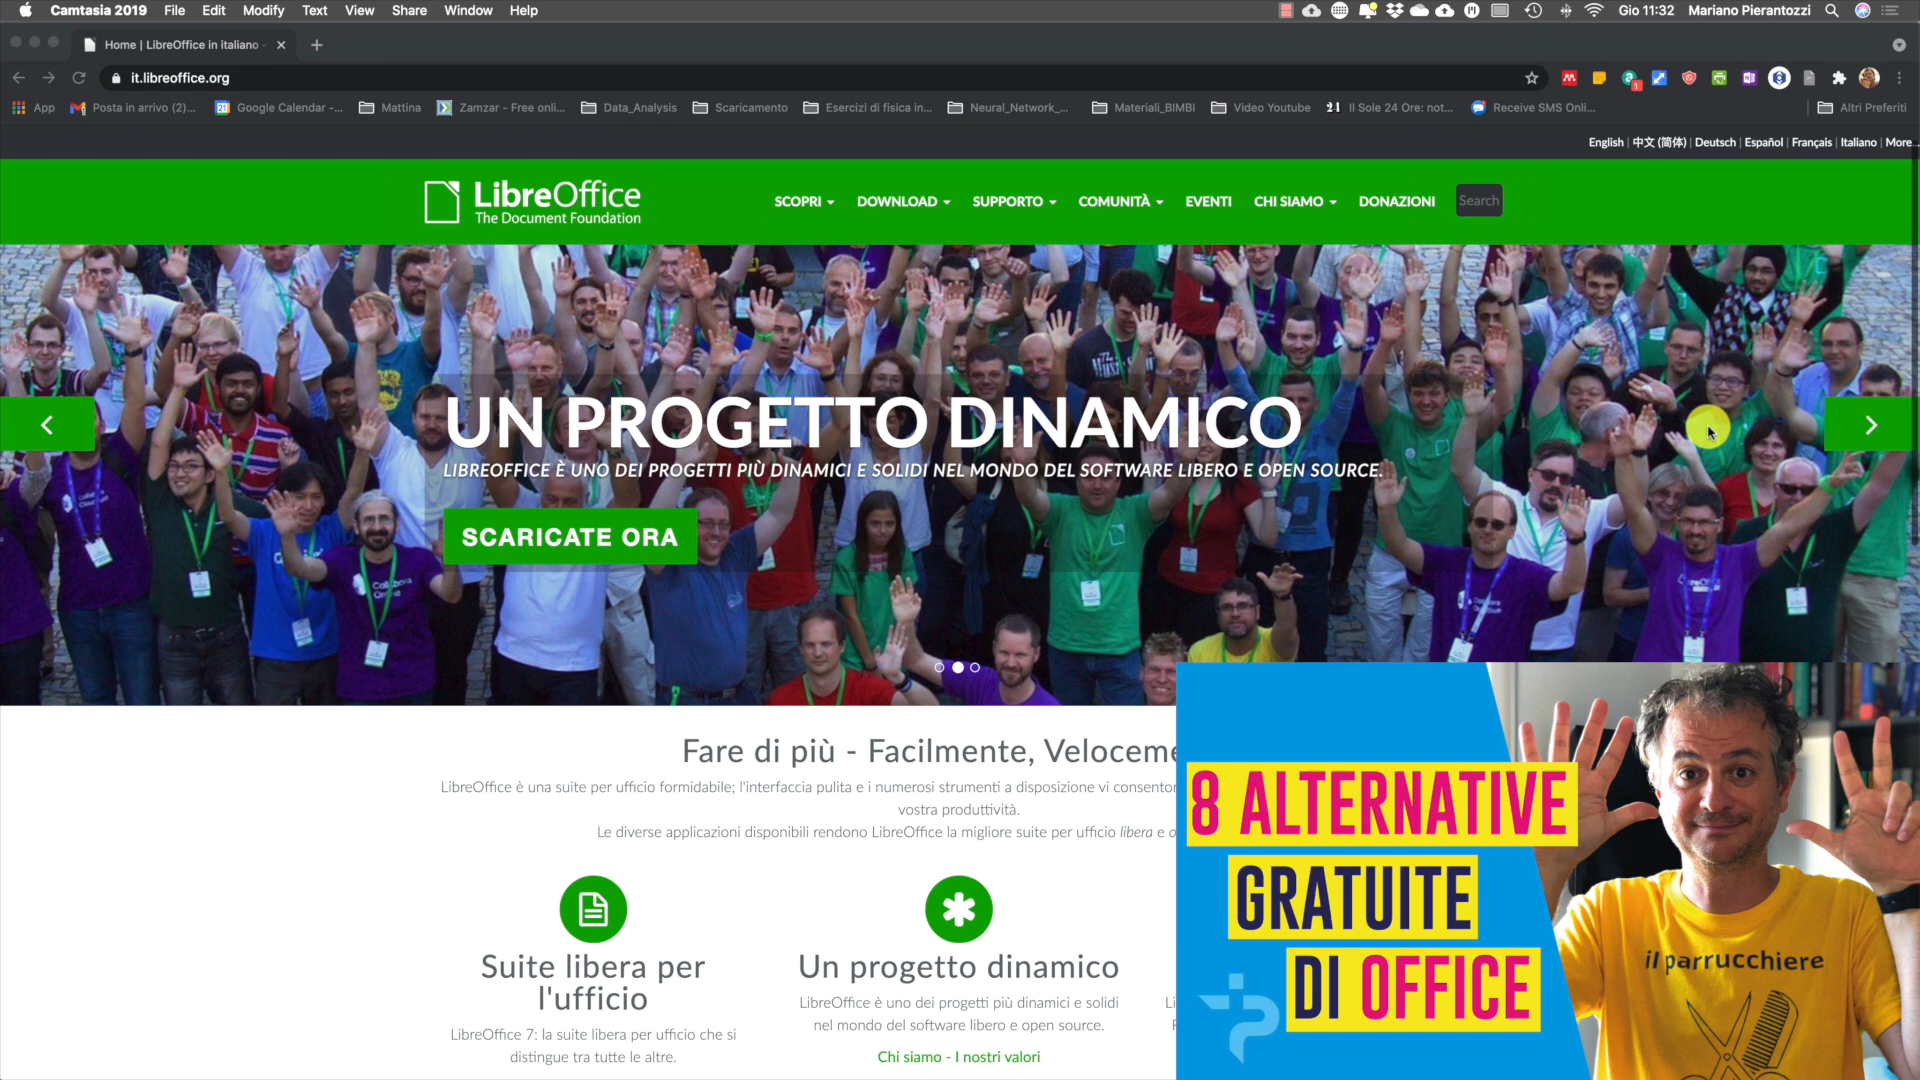 Camtasia 2019 File Edit Modify Text View Share Window Help Gio 11:32 Mariano Pierantozzi
Home | LibreOffice in italiano -
it.libreoffice.org
App Posta in arrivo (2)... Google Calendar -... Mattina Zamzar - Free onli... Data_Analysis Scaricamento Esercizi di fisica in... Neural_Network_... Materiali_BIMBI Video Youtube Il Sole 24 Ore: not... Receive SMS Onli... Altri Preferiti
English | 中文 (简体) | Deutsch | Español | Français | Italiano | More...
LibreOffice
The Document Foundation
SCOPRI DOWNLOAD SUPPORTO COMUNITÀ EVENTI CHI SIAMO DONAZIONI Search
UN PROGETTO DINAMICO
LIBREOFFICE È UNO DEI PROGETTI PIÙ DINAMICI E SOLIDI NEL MONDO DEL SOFTWARE LIBERO E OPEN SOURCE.
SCARICATE ORA
Fare di più - Facilmente, Veloceme
LibreOffice è una suite per ufficio formidabile; l'interfaccia pulita e i numerosi strumenti a disposizione vi consentor
vostra produttività.
Le diverse applicazioni disponibili rendono LibreOffice la migliore suite per ufficio libera e o
Suite libera per
l'ufficio
LibreOffice 7: la suite libera per ufficio che si
distingue tra tutte le altre.
Un progetto dinamico
LibreOffice è uno dei progetti più dinamici e solidi
nel mondo del software libero e open source.
Chi siamo - I nostri valori
8 ALTERNATIVE
GRATUITE
DI OFFICE
il parrucchiere